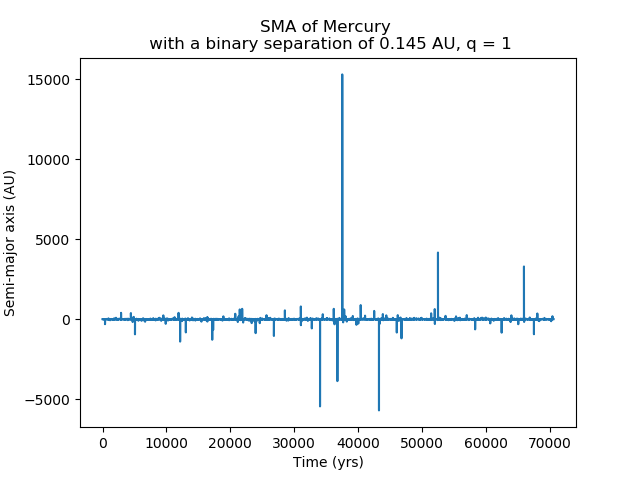 SMA of Mercury
with a binary separation of 0.145 AU, q = 1
Semi-major axis (AU)
15000
10000
5000
0
−5000
0 10000 20000 30000 40000 50000 60000 70000
Time (yrs)